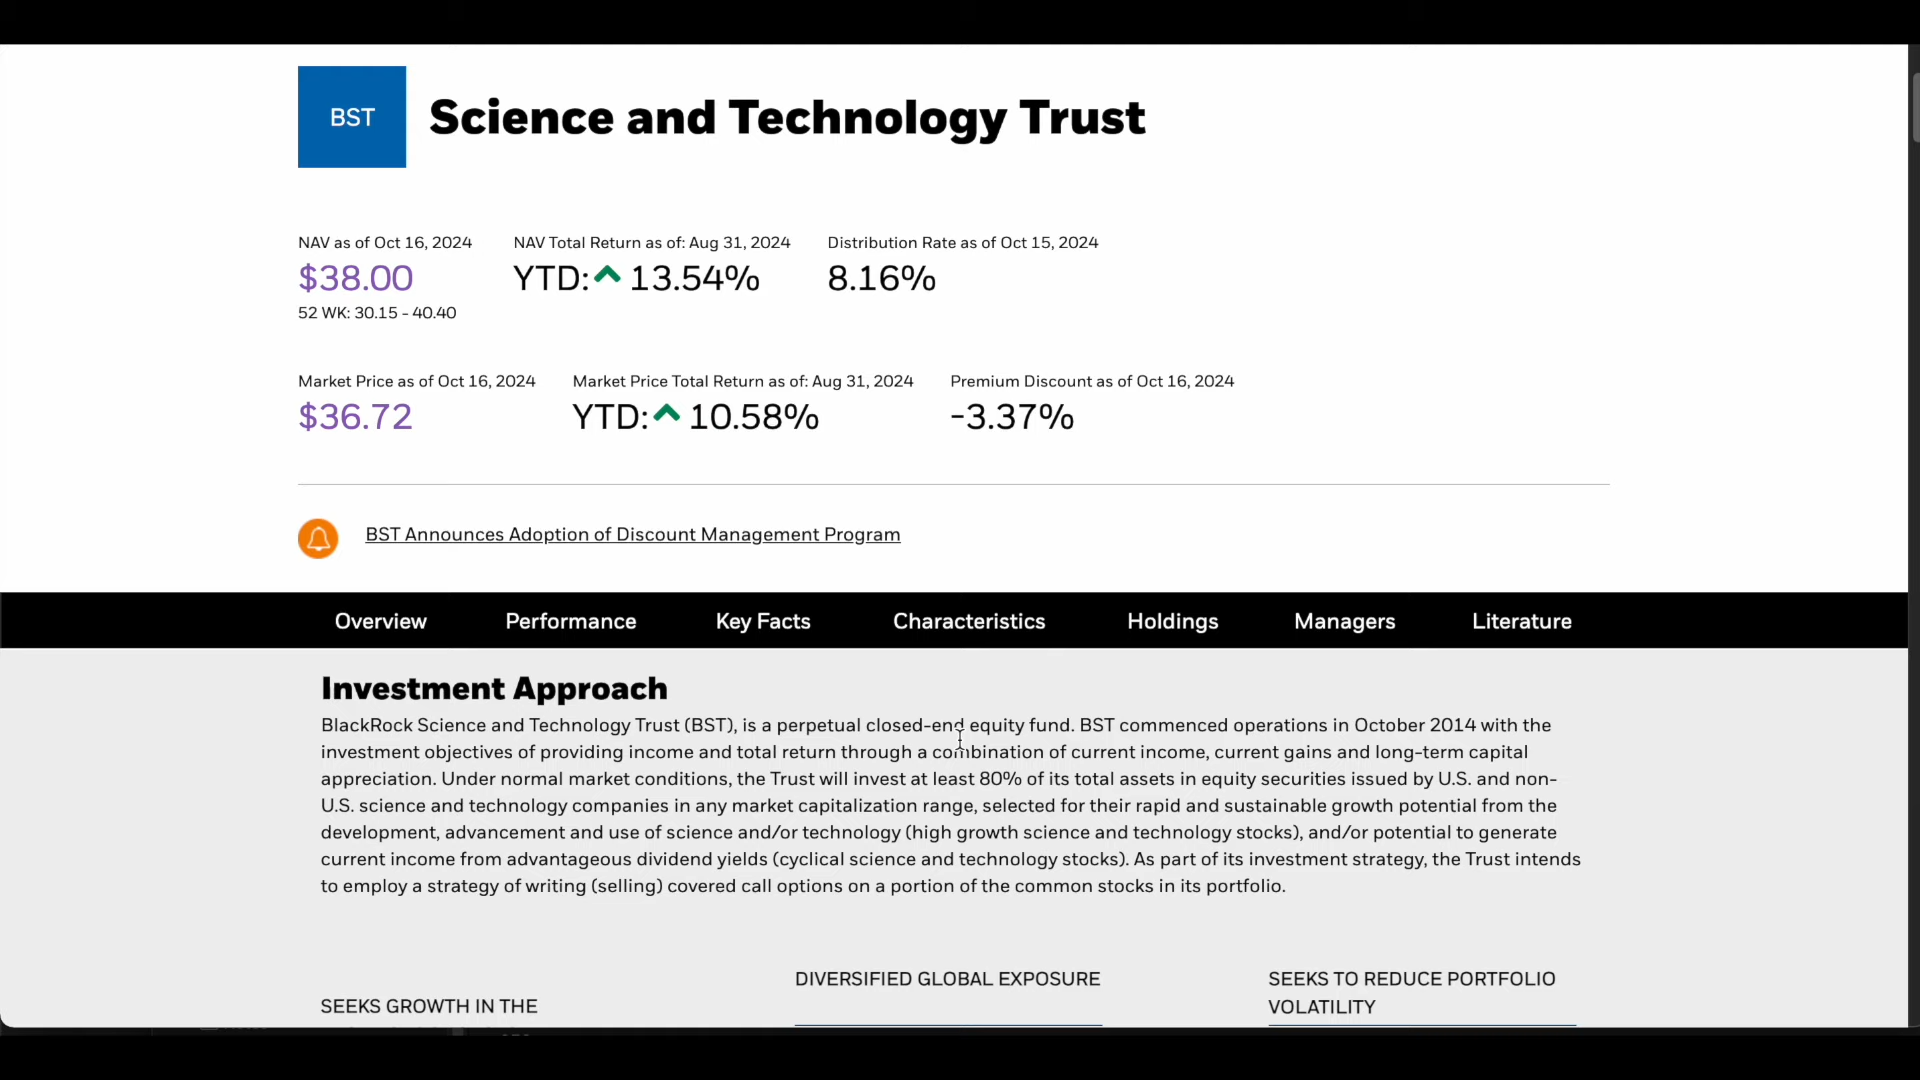 BST
Science and Technology Trust
NAV as of Oct 16, 2024
$38.00
52 WK: 30.15 - 40.40
NAV Total Return as of: Aug 31, 2024
YTD: 13.54%
Distribution Rate as of Oct 15, 2024
8.16%
Market Price as of Oct 16, 2024
$36.72
Market Price Total Return as of: Aug 31, 2024
YTD: 10.58%
Premium Discount as of Oct 16, 2024
-3.37%
BST Announces Adoption of Discount Management Program
Overview Performance Key Facts Characteristics Holdings Managers Literature
Investment Approach
BlackRock Science and Technology Trust (BST), is a perpetual closed-end equity fund. BST commenced operations in October 2014 with the
investment objectives of providing income and total return through a combination of current income, current gains and long-term capital
appreciation. Under normal market conditions, the Trust will invest at least 80% of its total assets in equity securities issued by U.S. and non-
U.S. science and technology companies in any market capitalization range, selected for their rapid and sustainable growth potential from the
development, advancement and use of science and/or technology (high growth science and technology stocks), and/or potential to generate
current income from advantageous dividend yields (cyclical science and technology stocks). As part of its investment strategy, the Trust intends
to employ a strategy of writing (selling) covered call options on a portion of the common stocks in its portfolio.
SEEKS GROWTH IN THE
DIVERSIFIED GLOBAL EXPOSURE
SEEKS TO REDUCE PORTFOLIO
VOLATILITY